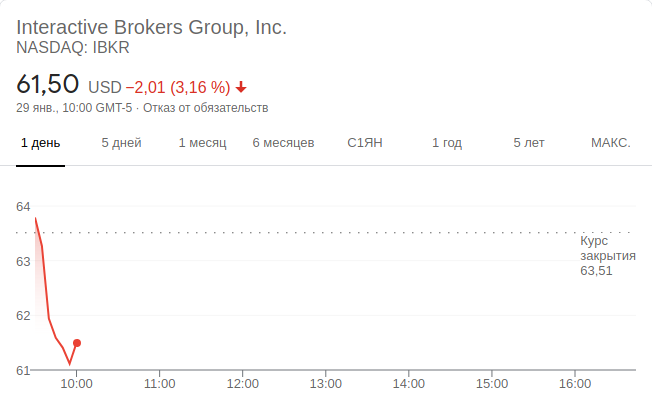 Interactive Brokers Group, Inc.
NASDAQ: IBKR
61,50 USD −2,01 (3,16 %)
29 янв., 10:00 GMT-5 · Отказ от обязательств
1 день 5 дней 1 месяц 6 месяцев С1ЯН 1 год 5 лет МАКС.
64
Курс
закрытия
63,51
63
62
61
10:00 11:00 12:00 13:00 14:00 15:00 16:00